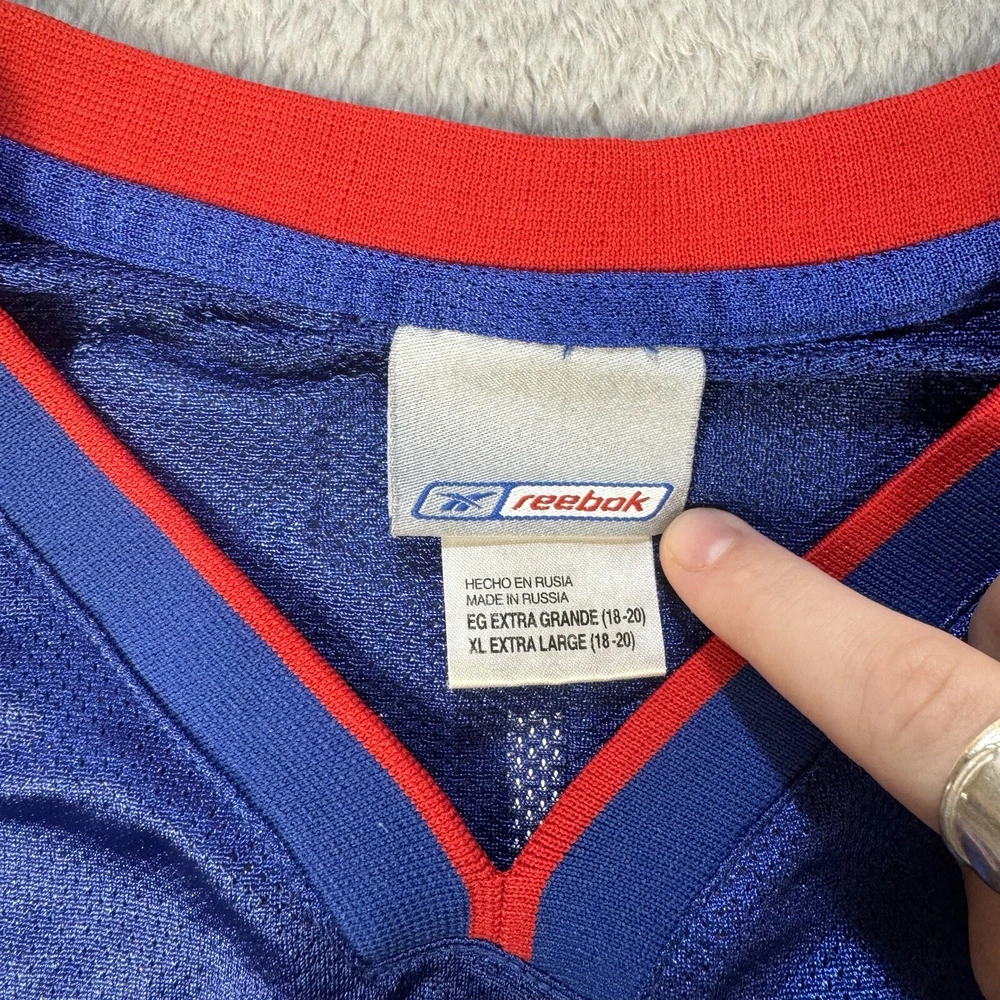 reebok
HECHO EN RUSIA
MADE IN RUSSIA
EG EXTRA GRANDE (18-20)
XL EXTRA LARGE (18-20)